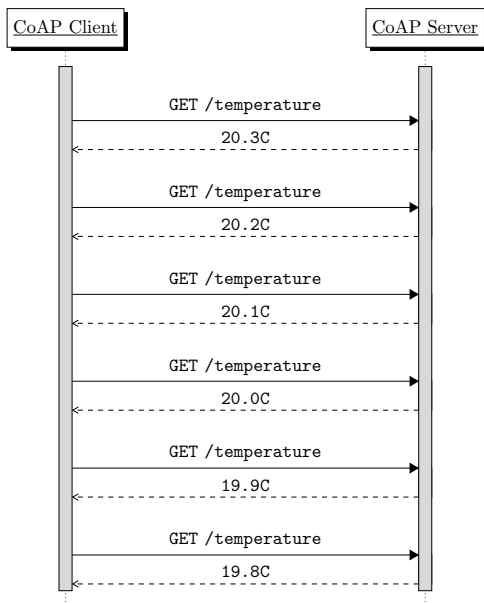 CoAP Client
CoAP Server
GET /temperature
20.3C
GET /temperature
20.2C
GET /temperature
20.1C
GET /temperature
20.0C
GET /temperature
19.9C
GET /temperature
19.8C